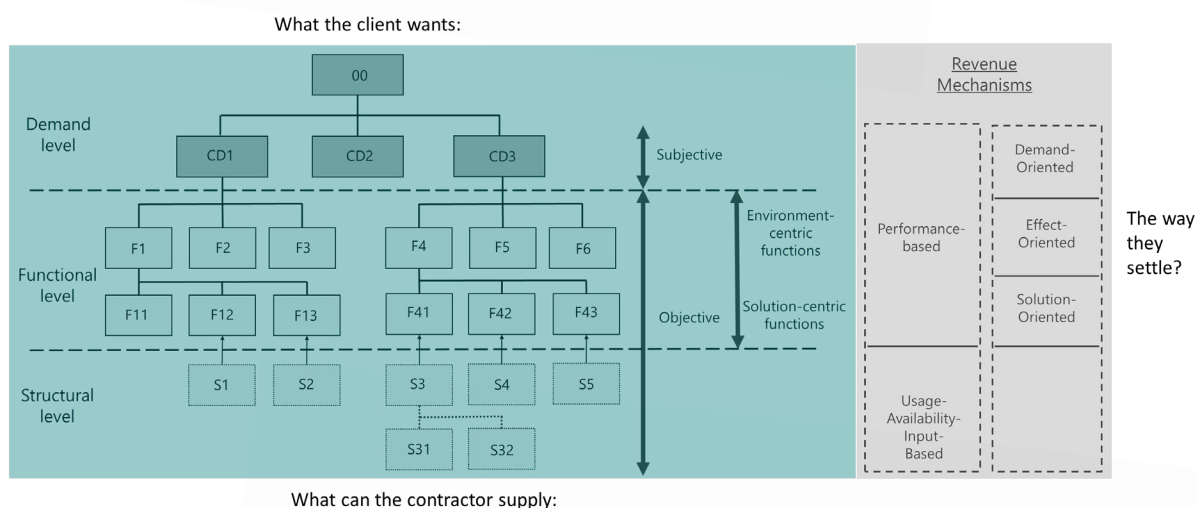 What the client wants:
Revenue
Mechanisms
00
Demand
level
CD1
CD2
CD3
Subjective
Demand-
Oriented
F1
F2
F3
F4
F5
F6
Environment-
centric
functions
Performance-
based
Effect-
Oriented
The way
they
settle?
Functional
level
F11
F12
F13
F41
F42
F43
Objective
Solution-centric
functions
Solution-
Oriented
Structural
level
S1
S2
S3
S4
S5
S31
S32
Usage-
Availability-
Input-
Based
What can the contractor supply: